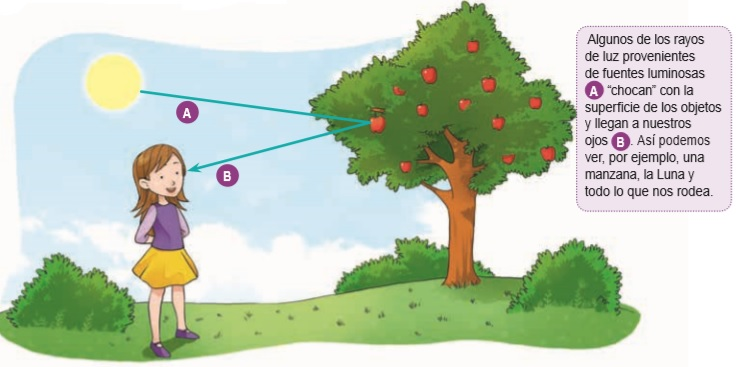 A
B
Algunos de los rayos
de luz provenientes
de fuentes luminosas
A “chocan” con la
superficie de los objetos
y llegan a nuestros
ojos B . Así podemos
ver, por ejemplo, una
manzana, la Luna y
todo lo que nos rodea.